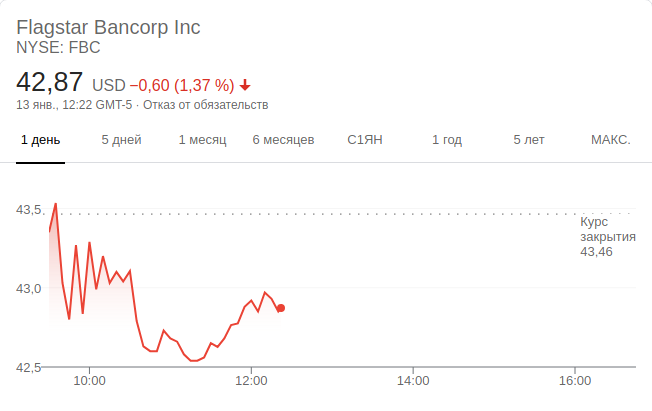 Flagstar Bancorp Inc
NYSE: FBC
42,87 USD −0,60 (1,37 %)
13 янв., 12:22 GMT-5 · Отказ от обязательств
1 день 5 дней 1 месяц 6 месяцев С1ЯН 1 год 5 лет МАКС.
43,5
Курс
закрытия
43,46
43,0
42,5
10:00 12:00 14:00 16:00